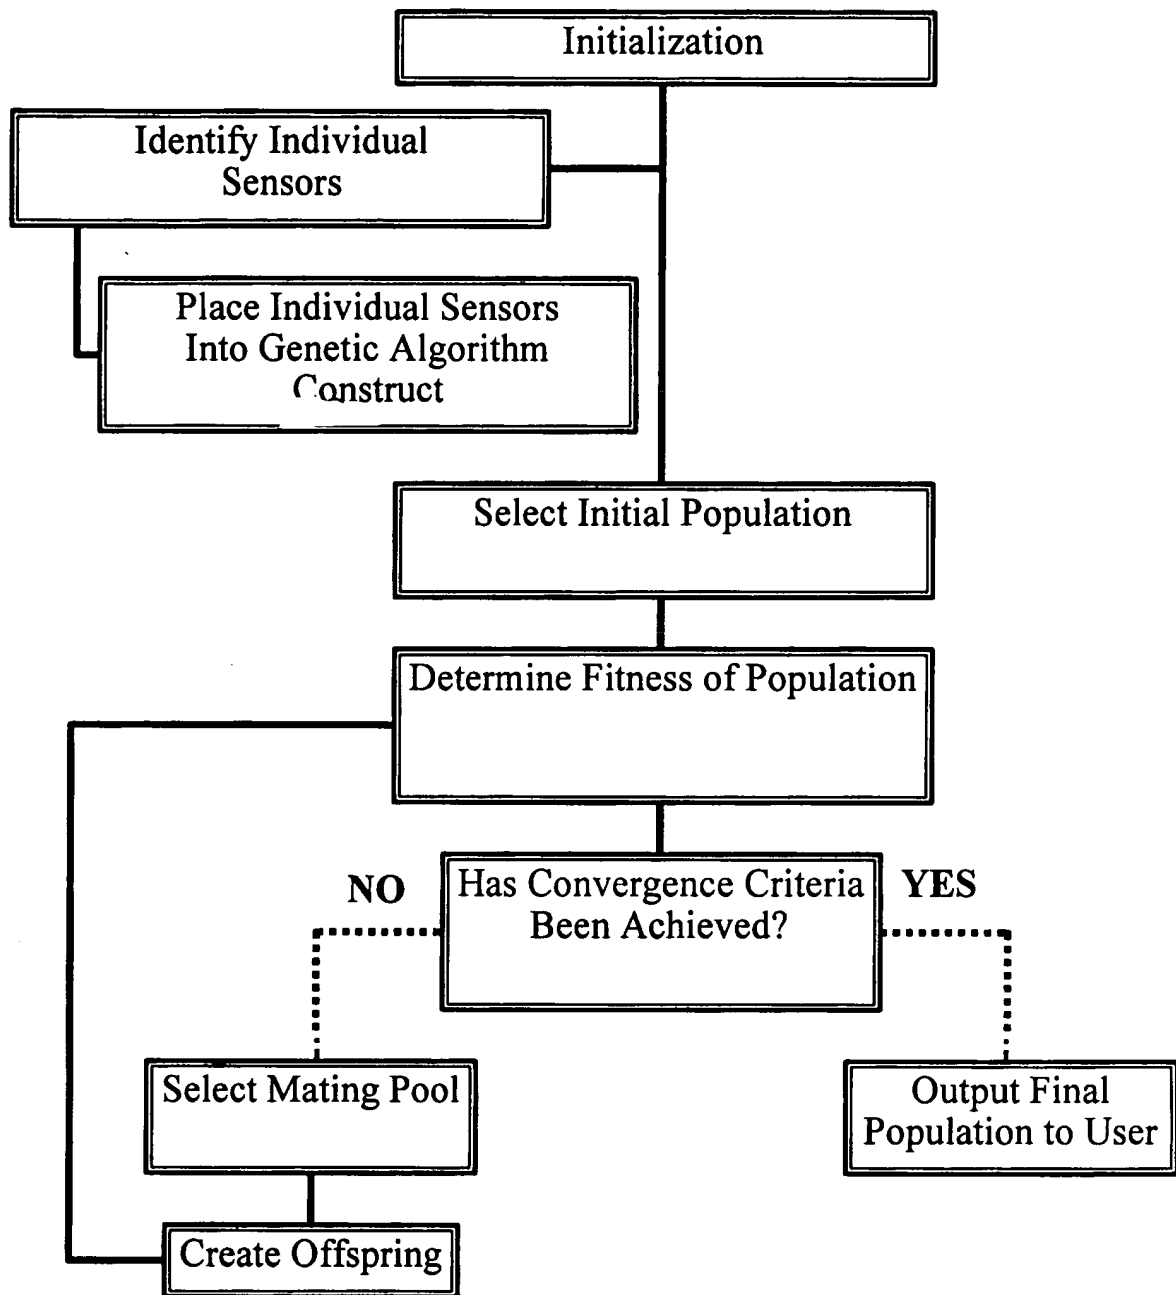 Initialization
Identify Individual
Sensors
Place Individual Sensors
Into Genetic Algorithm
Construct
Select Initial Population
Determine Fitness of Population
NO
Has Convergence Criteria
Been Achieved?
YES
Select Mating Pool
Output Final
Population to User
Create Offspring